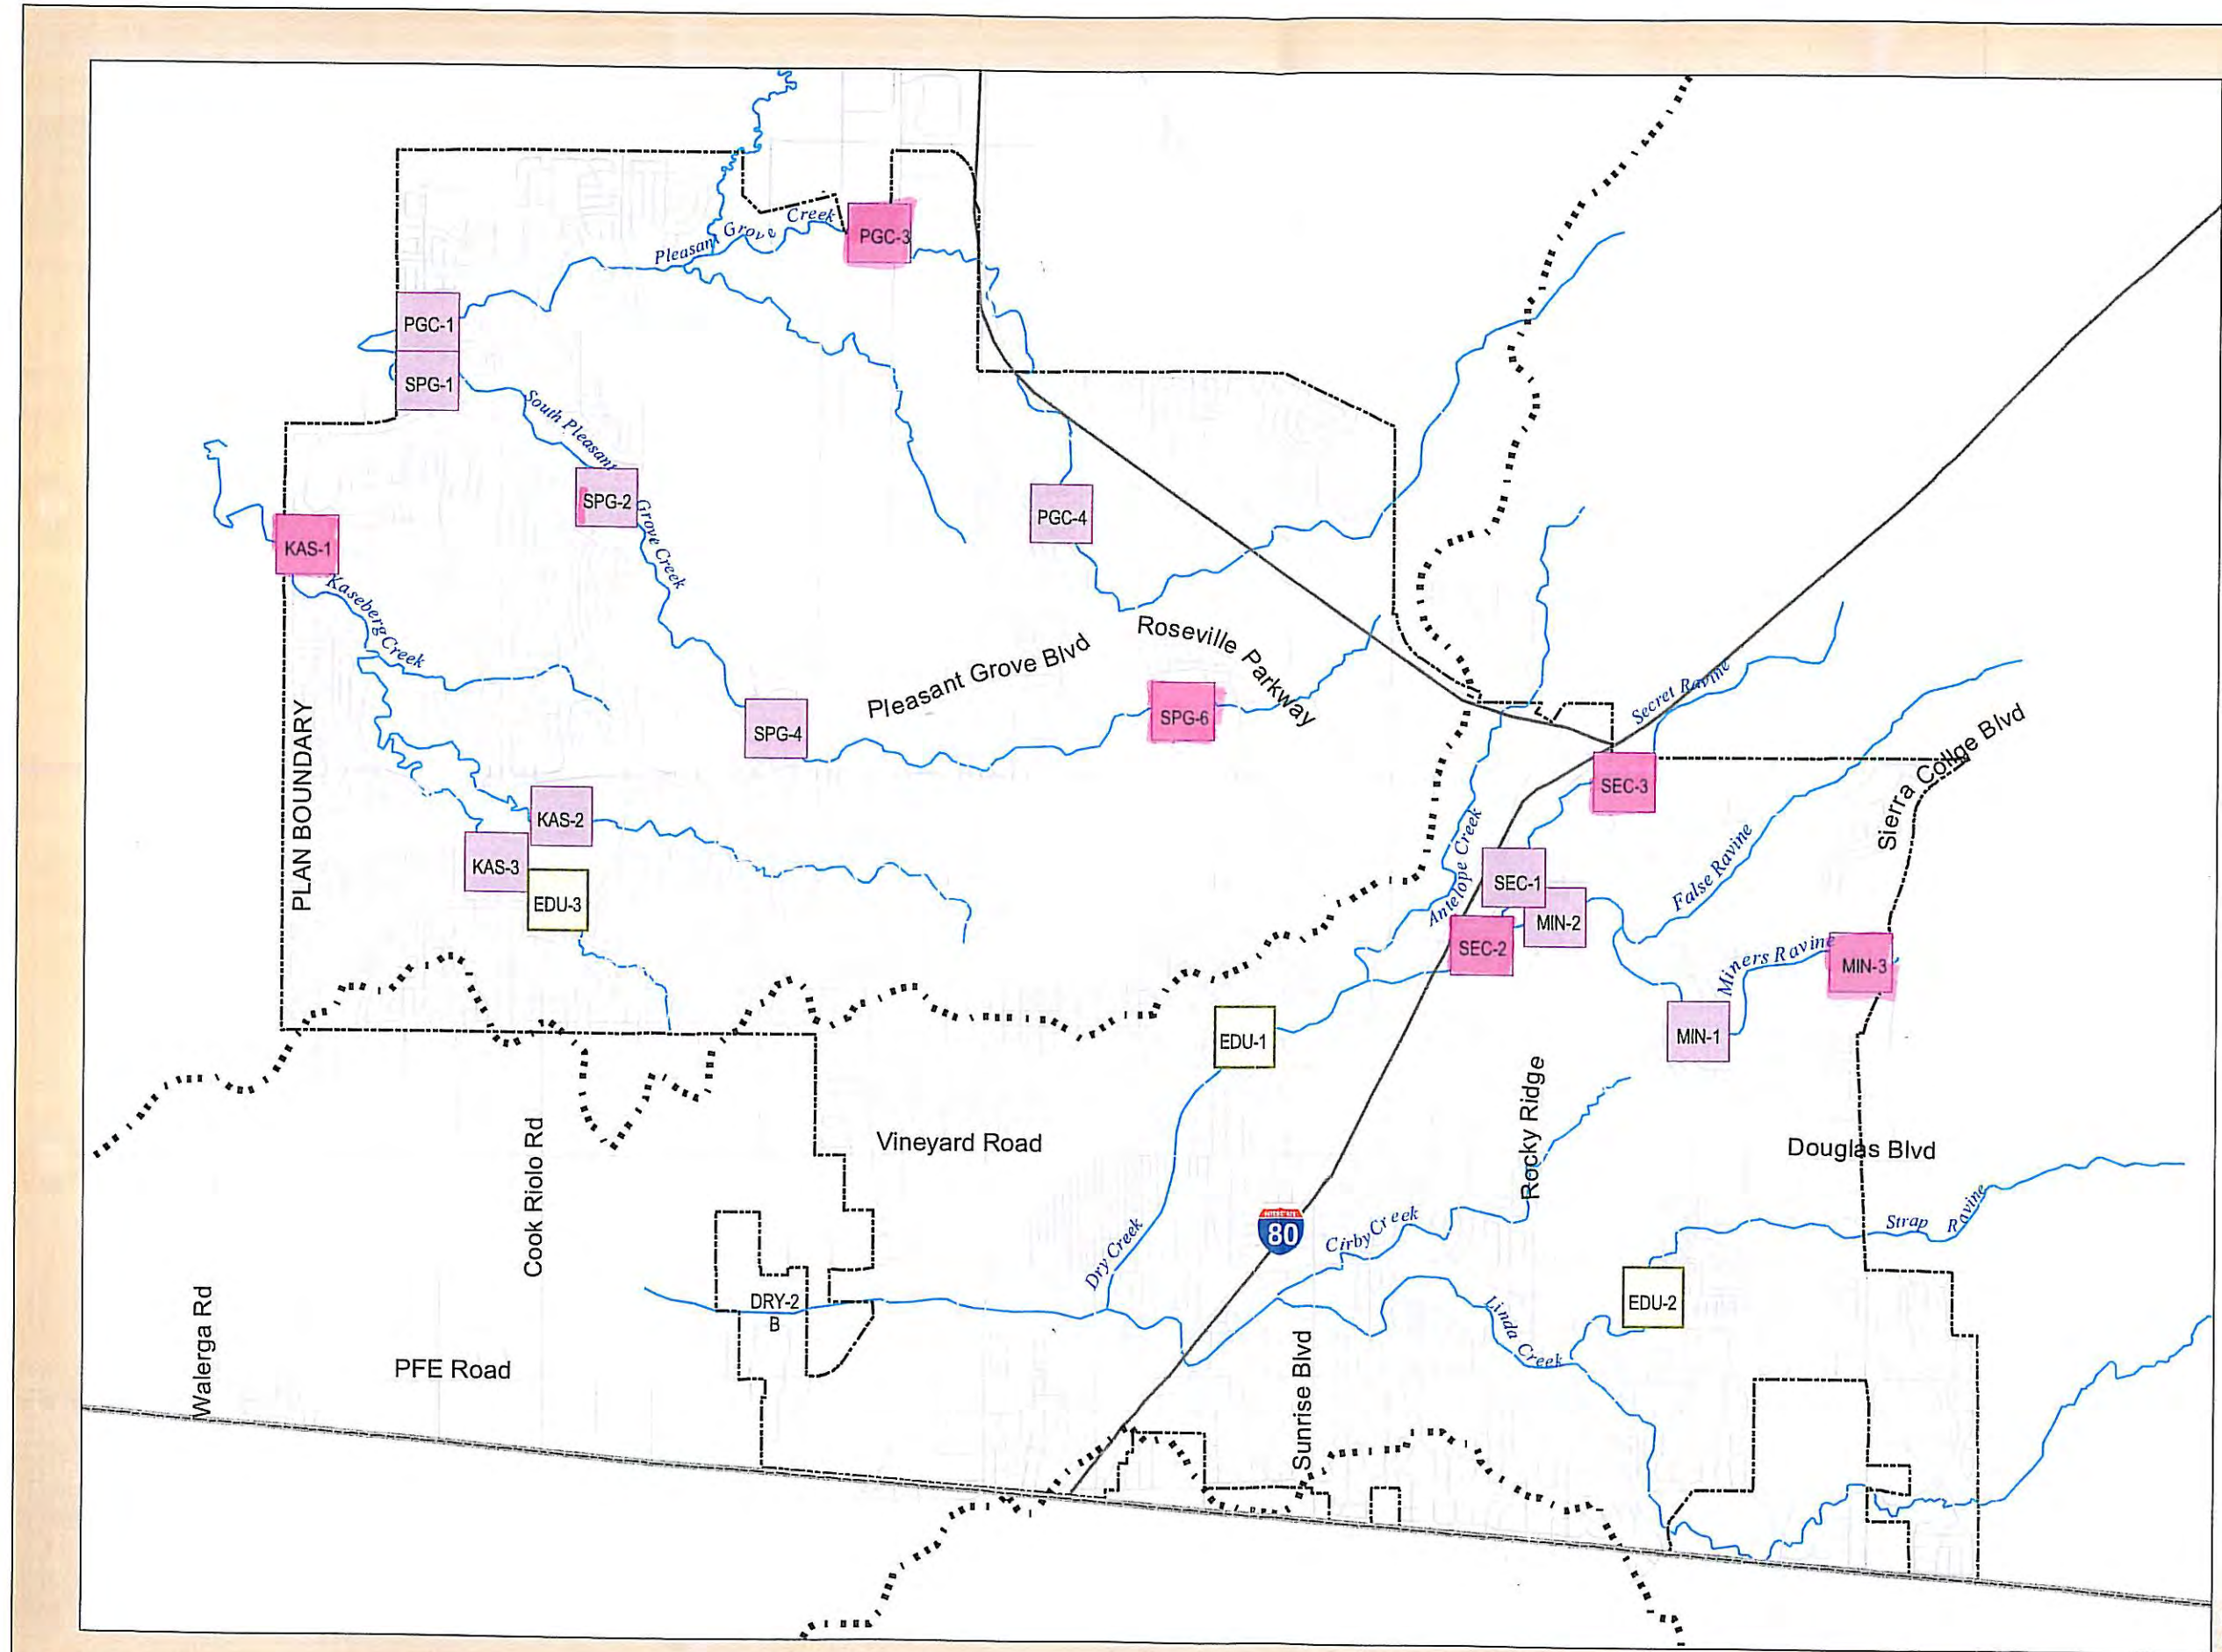 Pleasant Grove Creek
PGC-3
PGC-1
SPG-1
South Pleasant
Grove Creek
SPG-2
PGC-4
KAS-1
Kaseberg Creek
Roseville Parkway
Pleasant Grove Blvd
SPG-6
SPG-4
Secret Ravine
Sierra Collge Blvd
PLAN BOUNDARY
SEC-3
KAS-2
KAS-3
EDU-3
Antelope Creek
SEC-1
False Ravine
MIN-2
SEC-2
Miners Ravine
MIN-3
EDU-1
MIN-1
Rocky Ridge
Cook Riolo Rd
Vineyard Road
Douglas Blvd
INTERSTATE
80
Dry Creek
Cirby Creek
Strap Ravine
DRY-2
B
EDU-2
Linda Creek
Walerga Rd
PFE Road
Sunrise Blvd